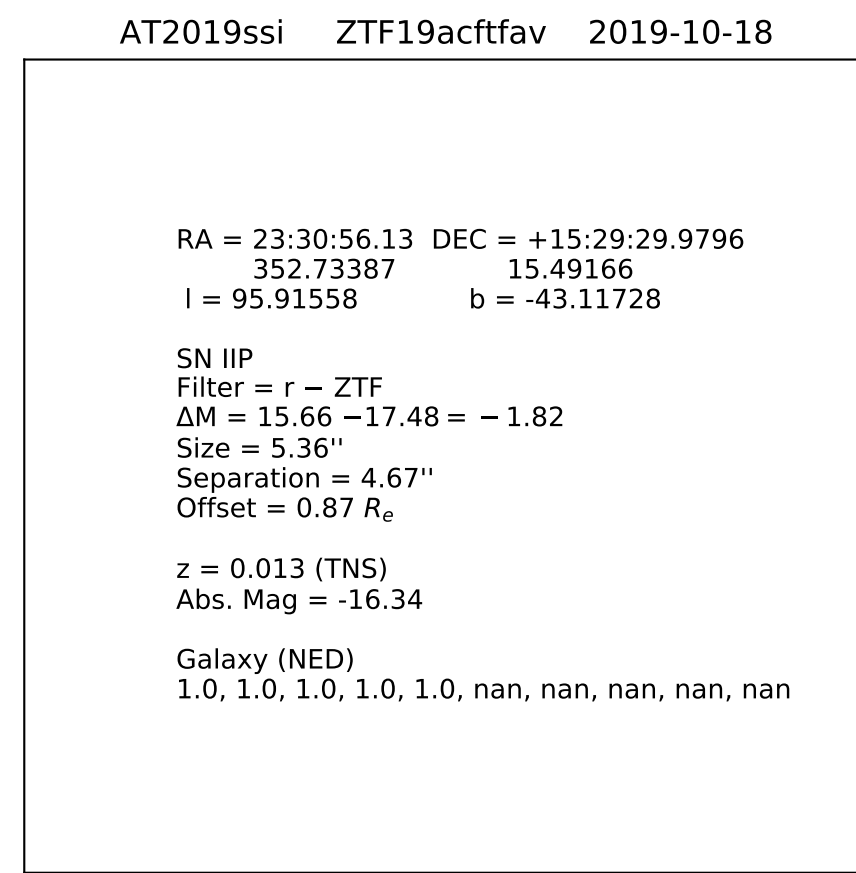 AT2019ssi ZTF19acftfav 2019-10-18
RA = 23:30:56.13 DEC = +15:29:29.9796
352.73387 15.49166
l = 95.91558 b = -43.11728
SN IIP
Filter = r − ZTF
ΔM = 15.66 −17.48 = − 1.82
Size = 5.36''
Separation = 4.67''
Offset = 0.87 Re
z = 0.013 (TNS)
Abs. Mag = -16.34
Galaxy (NED)
1.0, 1.0, 1.0, 1.0, 1.0, nan, nan, nan, nan, nan